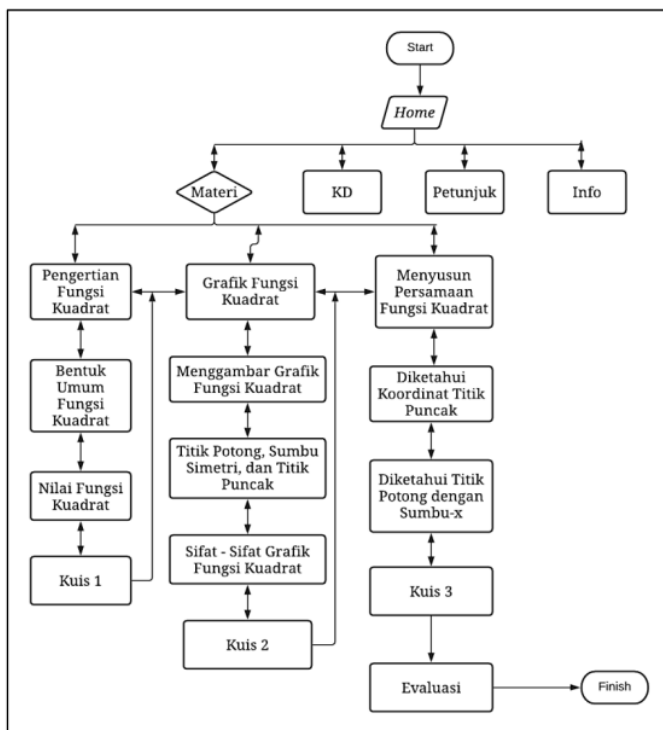 Start
Home
Materi
KD
Petunjuk
Info
Pengertian
Fungsi
Kuadrat
Grafik Fungsi
Kuadrat
Menyusun
Persamaan
Fungsi Kuadrat
Bentuk
Umum
Fungsi
Kuadrat
Menggambar Grafik
Fungsi Kuadrat
Diketahui
Koordinat Titik
Puncak
Nilai Fungsi
Kuadrat
Titik Potong, Sumbu
Simetri, dan Titik
Puncak
Diketahui Titik
Potong dengan
Sumbu-x
Kuis 1
Sifat - Sifat Grafik
Fungsi Kuadrat
Kuis 3
Kuis 2
Evaluasi
Finish